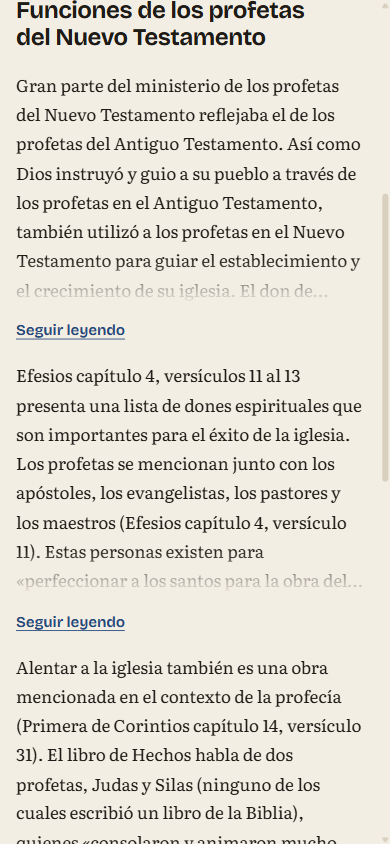 Funciones de los profetas
del Nuevo Testamento
Gran parte del ministerio de los profetas
del Nuevo Testamento reflejaba el de los
profetas del Antiguo Testamento. Así como
Dios instruyó y guio a su pueblo a través de
los profetas en el Antiguo Testamento,
también utilizó a los profetas en el Nuevo
Testamento para guiar el establecimiento y
el crecimiento de su iglesia. El don de...
Seguir leyendo
Efesios capítulo 4, versículos 11 al 13
presenta una lista de dones espirituales que
son importantes para el éxito de la iglesia.
Los profetas se mencionan junto con los
apóstoles, los evangelistas, los pastores y
los maestros (Efesios capítulo 4, versículo
11). Estas personas existen para
«perfeccionar a los santos para la obra del...
Seguir leyendo
Alentar a la iglesia también es una obra
mencionada en el contexto de la profecía
(Primera de Corintios capítulo 14, versículo
31). El libro de Hechos habla de dos
profetas, Judas y Silas (ninguno de los
cuales escribió un libro de la Biblia),
quienes «consolaron y animaron mucho